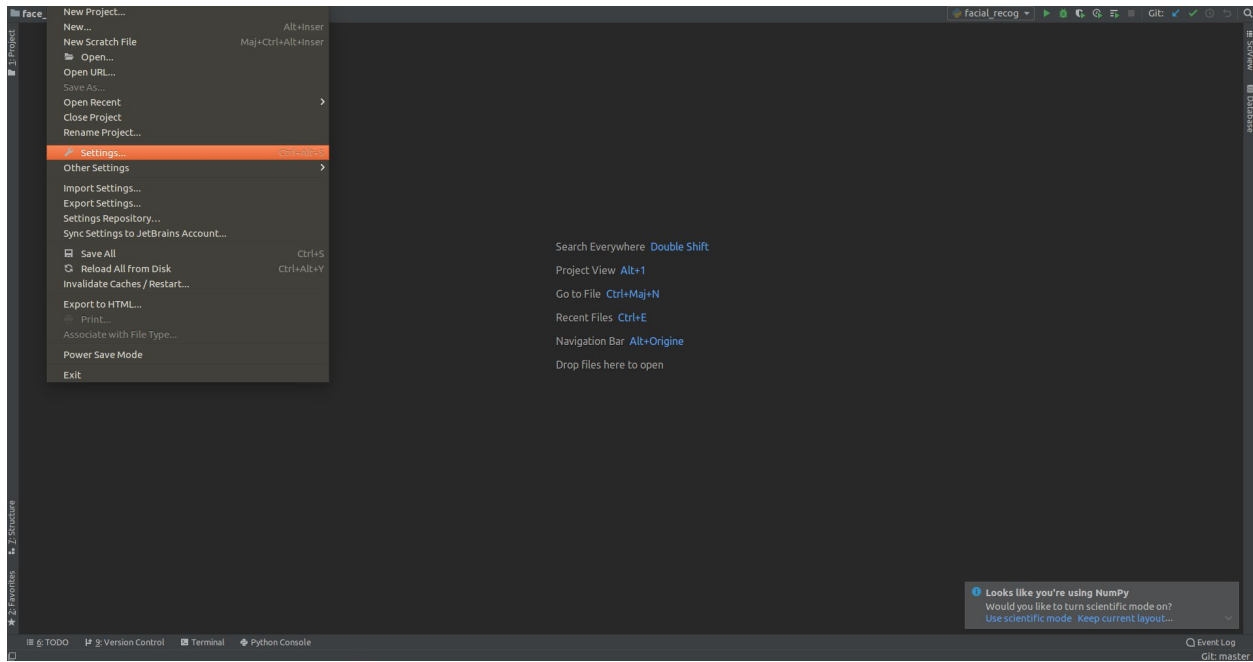 face_
New Project...
New... Alt+Inser
New Scratch File Maj+Ctrl+Alt+Inser
Open...
Open URL...
Save As...
Open Recent
Close Project
Rename Project...
Settings... Ctrl+Alt+S
Other Settings
Import Settings...
Export Settings...
Settings Repository...
Sync Settings to JetBrains Account...
Save All Ctrl+S
Reload All from Disk Ctrl+Alt+Y
Invalidate Caches / Restart...
Export to HTML...
Print...
Associate with File Type...
Power Save Mode
Exit
facial_recog
Git:
1: Project
7: Structure
2: Favorites
SciView
Database
Search Everywhere Double Shift
Project View Alt+1
Go to File Ctrl+Maj+N
Recent Files Ctrl+E
Navigation Bar Alt+Origine
Drop files here to open
Looks like you're using NumPy
Would you like to turn scientific mode on?
Use scientific mode Keep current layout...
6: TODO 9: Version Control Terminal Python Console Event Log
Git: master